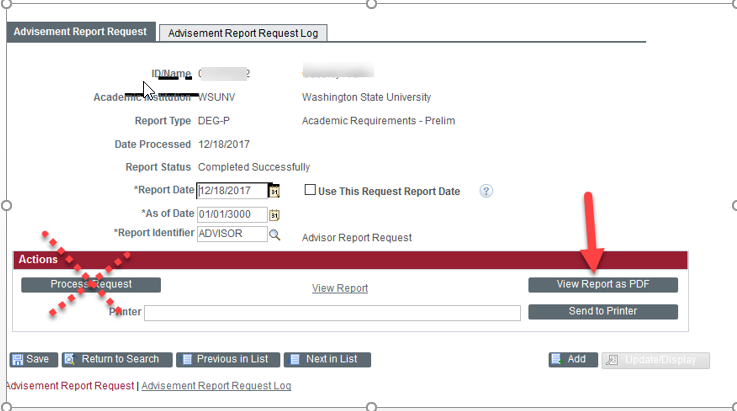 Advisement Report Request Advisement Report Request Log
ID/Name
Academic Institution WSUNV Washington State University
Report Type DEG-P Academic Requirements - Prelim
Date Processed 12/18/2017
Report Status Completed Successfully
*Report Date 12/18/2017 31 Use This Request Report Date ?
*As of Date 01/01/3000 31
*Report Identifier ADVISOR Advisor Report Request
Actions
Process Request View Report View Report as PDF
Printer Send to Printer
Save Return to Search Previous in List Next in List Add Update/Display
Advisement Report Request | Advisement Report Request Log